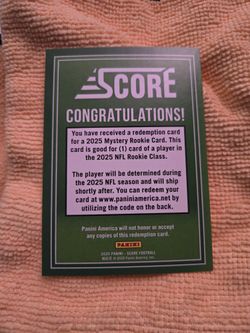 SCORE
CONGRATULATIONS!
You have received a redemption card
for a 2025 Mystery Rookie Card. This
card is good for (1) card of a player in
the 2025 NFL Rookie Class.
The player will be determined during
the 2025 NFL season and will ship
shortly after. Can you redeem your
card at www.paniniamerica.net by
utilizing the code on the back.
Panini America will not honor or accept
any copies of this redemption card.
PANINI
2025 PANINI - SCORE FOOTBALL